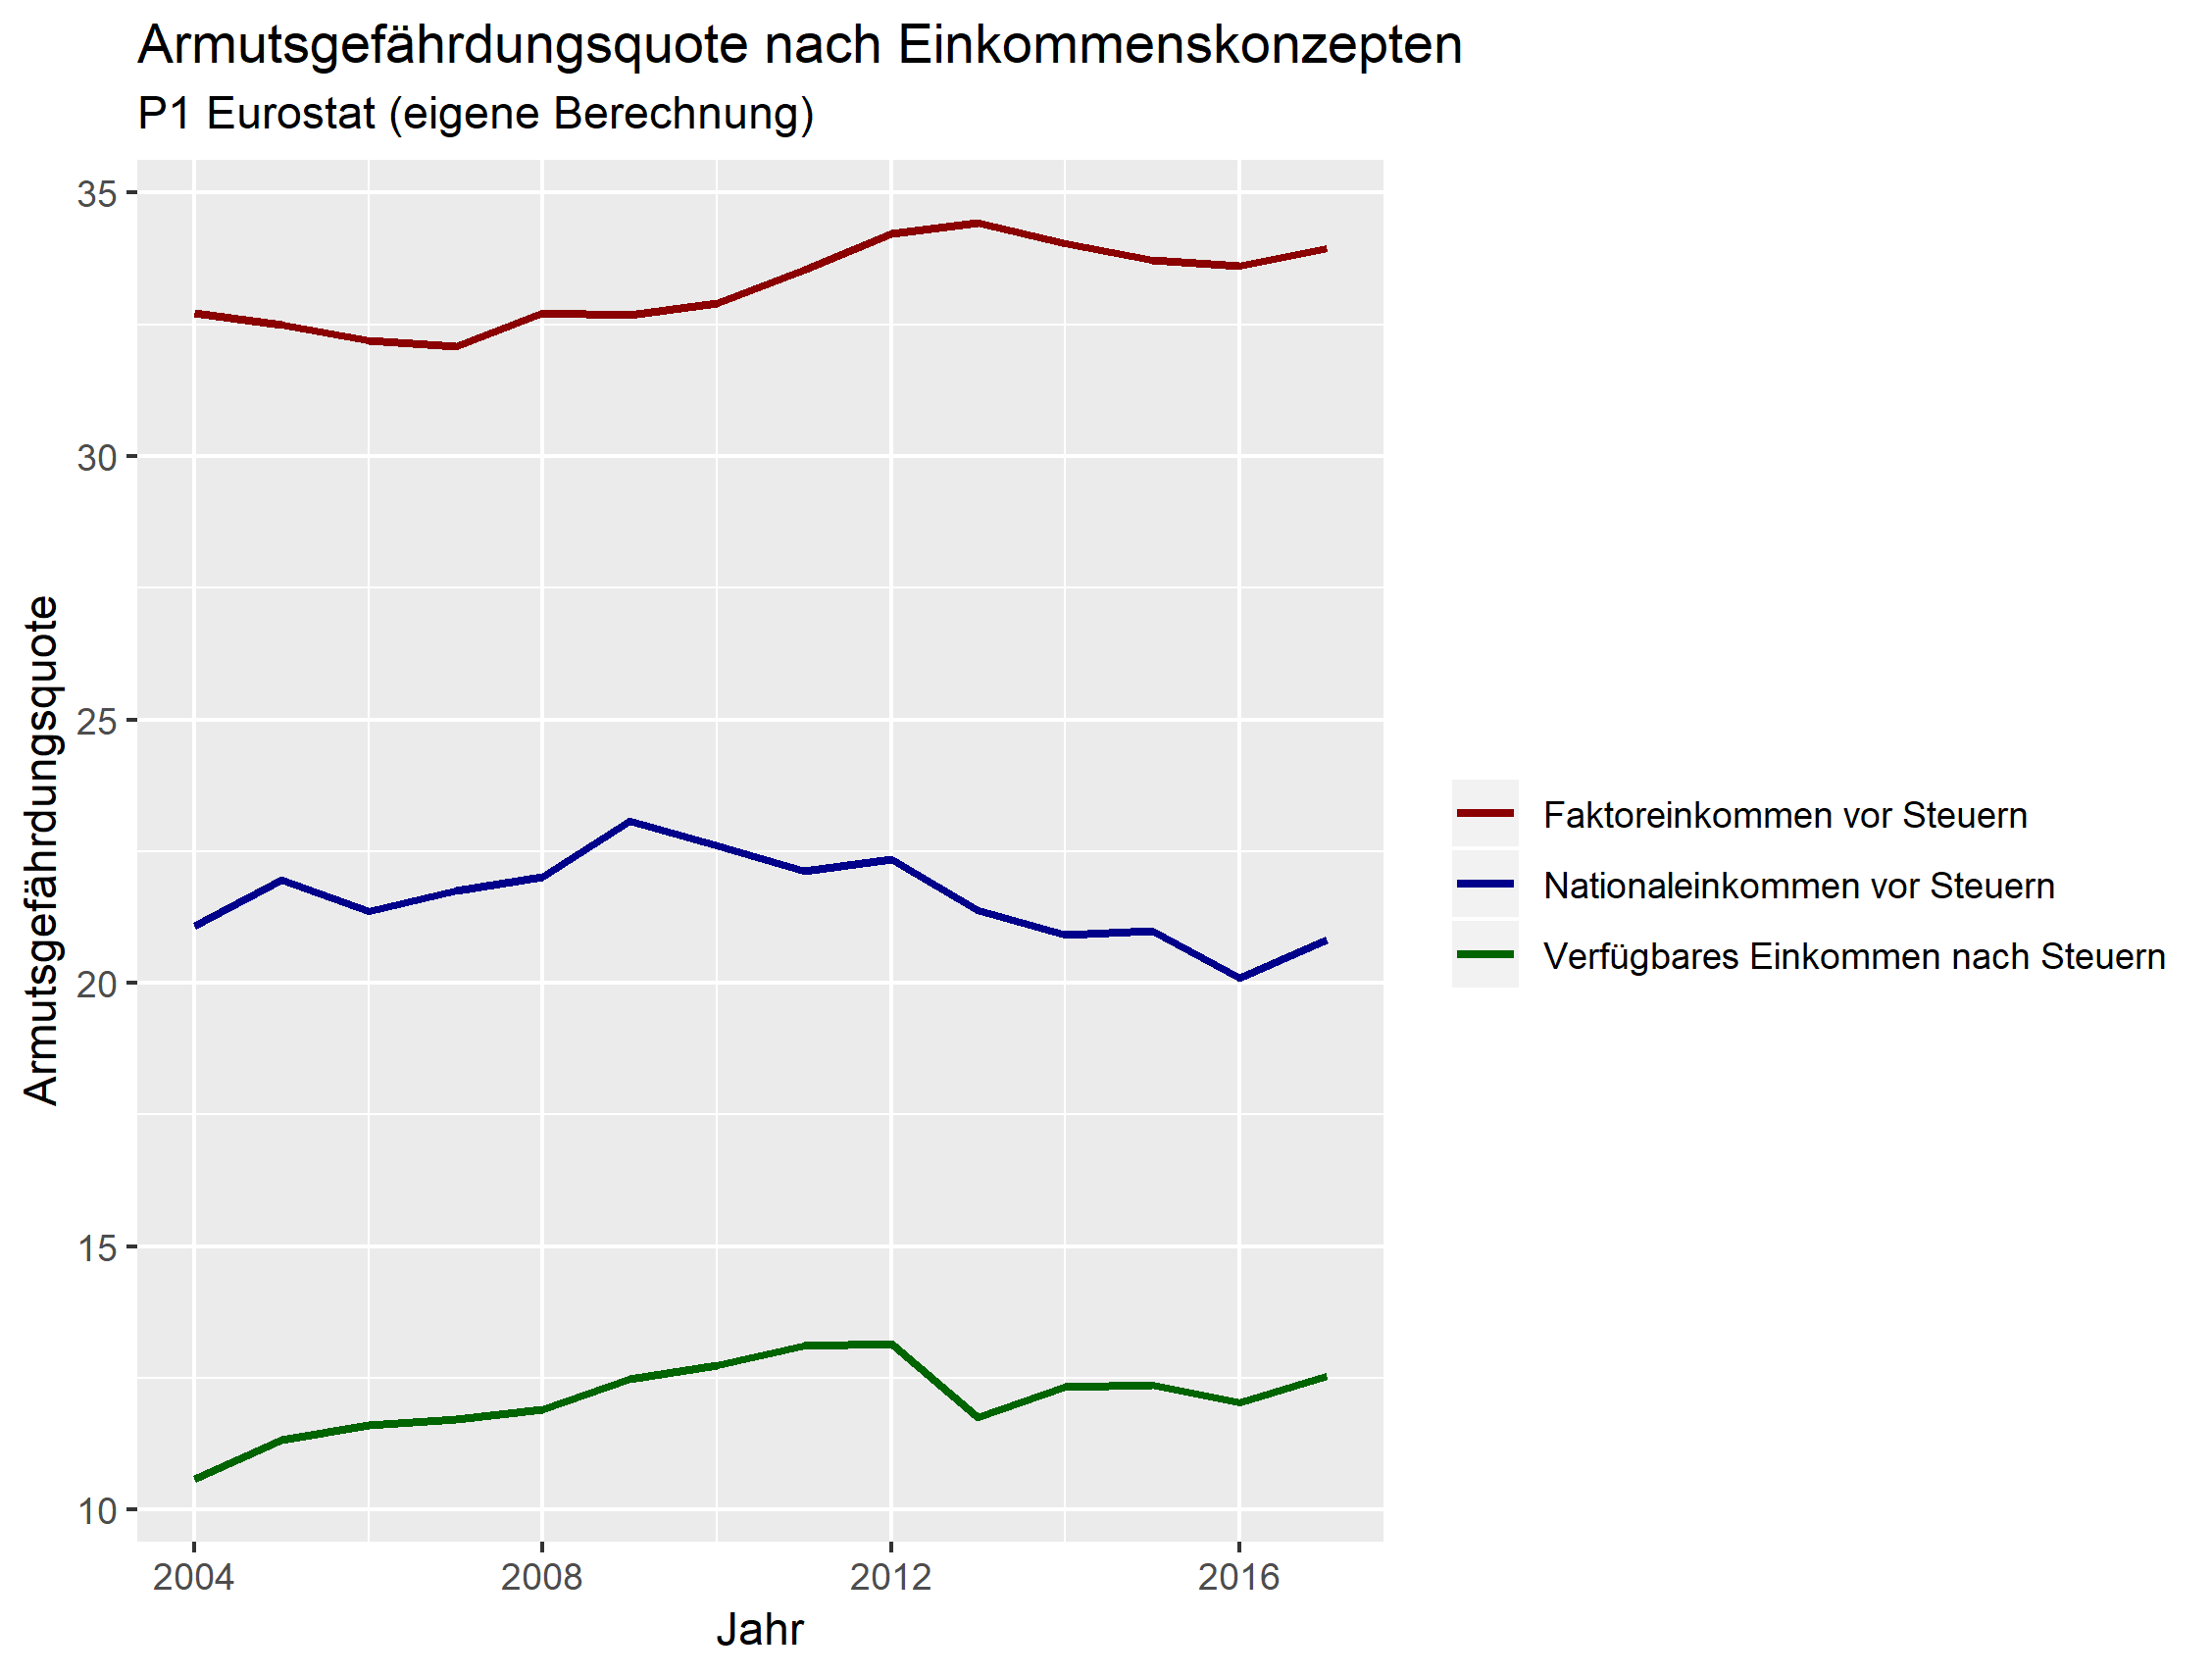 Armutsgefährdungsquote nach Einkommenskonzepten
P1 Eurostat (eigene Berechnung)
Armutsgefährdungsquote
35
30
25
20
15
10
2004
2008
2012
2016
Jahr
Faktoreinkommen vor Steuern
Nationaleinkommen vor Steuern
Verfügbares Einkommen nach Steuern